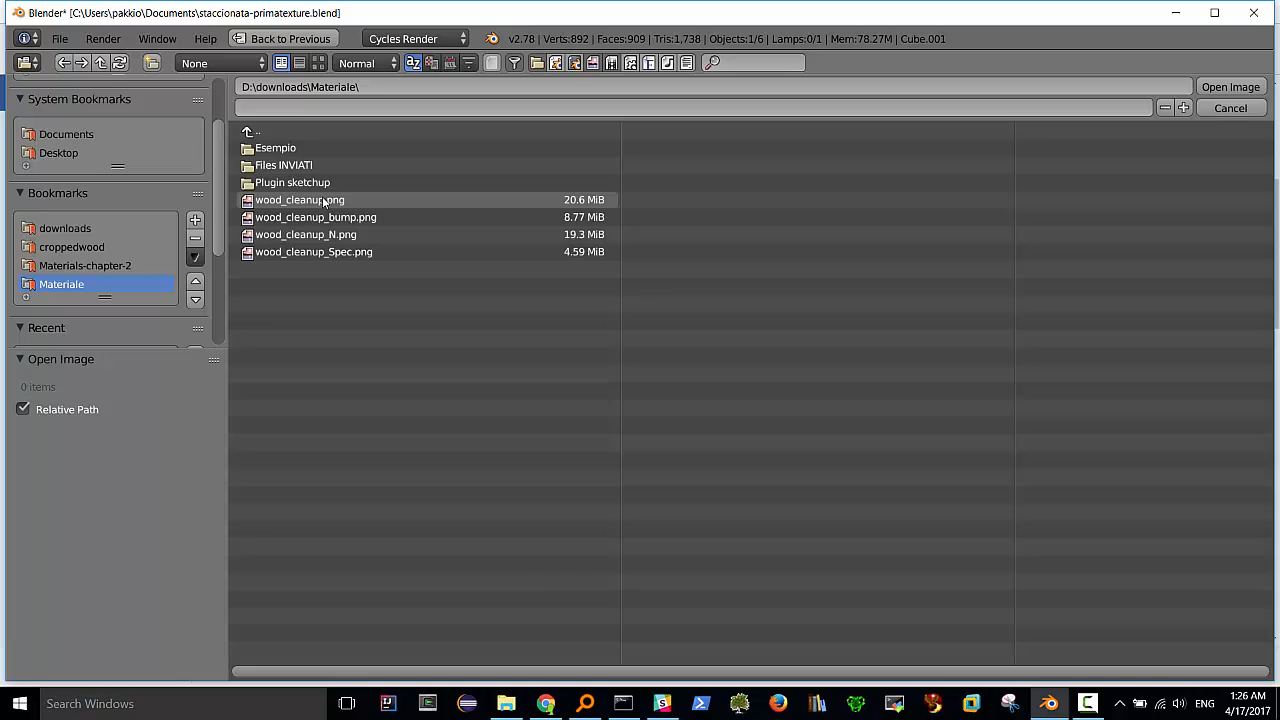 Blender* [C:\Users\pakkio\Documents\staccionata-primatexture.blend]
File Render Window Help Back to Previous Cycles Render v2.78 | Verts:892 | Faces:909 | Tris:1,738 | Objects:1/6 | Lamps:0/1 | Mem:78.27M | Cube.001
None Normal
System Bookmarks
Documents
Desktop
Bookmarks
downloads
croppedwood
Materials-chapter-2
Materiale
Recent
Open Image
0 items
Relative Path
D:\downloads\Materiale\ Open Image
Cancel
..
Esempio
Files INVIATI
Plugin sketchup
wood_cleanup.png 20.6 MiB
wood_cleanup_bump.png 8.77 MiB
wood_cleanup_N.png 19.3 MiB
wood_cleanup_Spec.png 4.59 MiB
Search Windows ENG 1:26 AM
4/17/2017